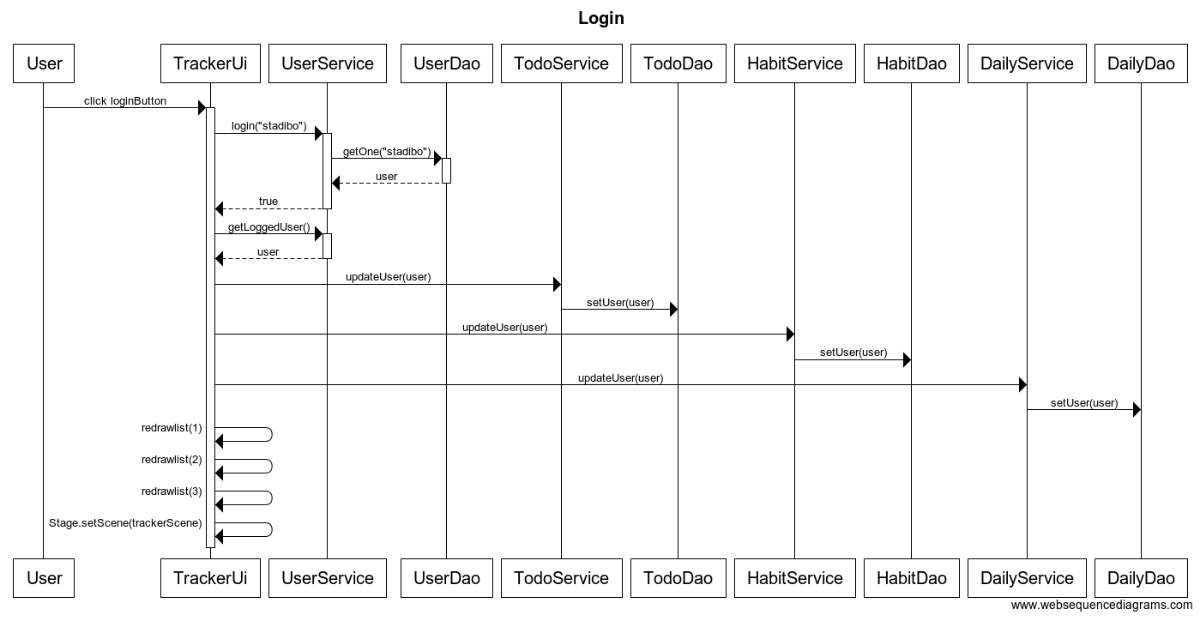 Login
User TrackerUi UserService UserDao TodoService TodoDao HabitService HabitDao DailyService DailyDao
click loginButton
login("stadibo")
getOne("stadibo")
user
true
getLoggedUser()
user
updateUser(user)
setUser(user)
updateUser(user)
setUser(user)
updateUser(user)
setUser(user)
redrawlist(1)
redrawlist(2)
redrawlist(3)
Stage.setScene(trackerScene)
User TrackerUi UserService UserDao TodoService TodoDao HabitService HabitDao DailyService DailyDao
www.websequencediagrams.com